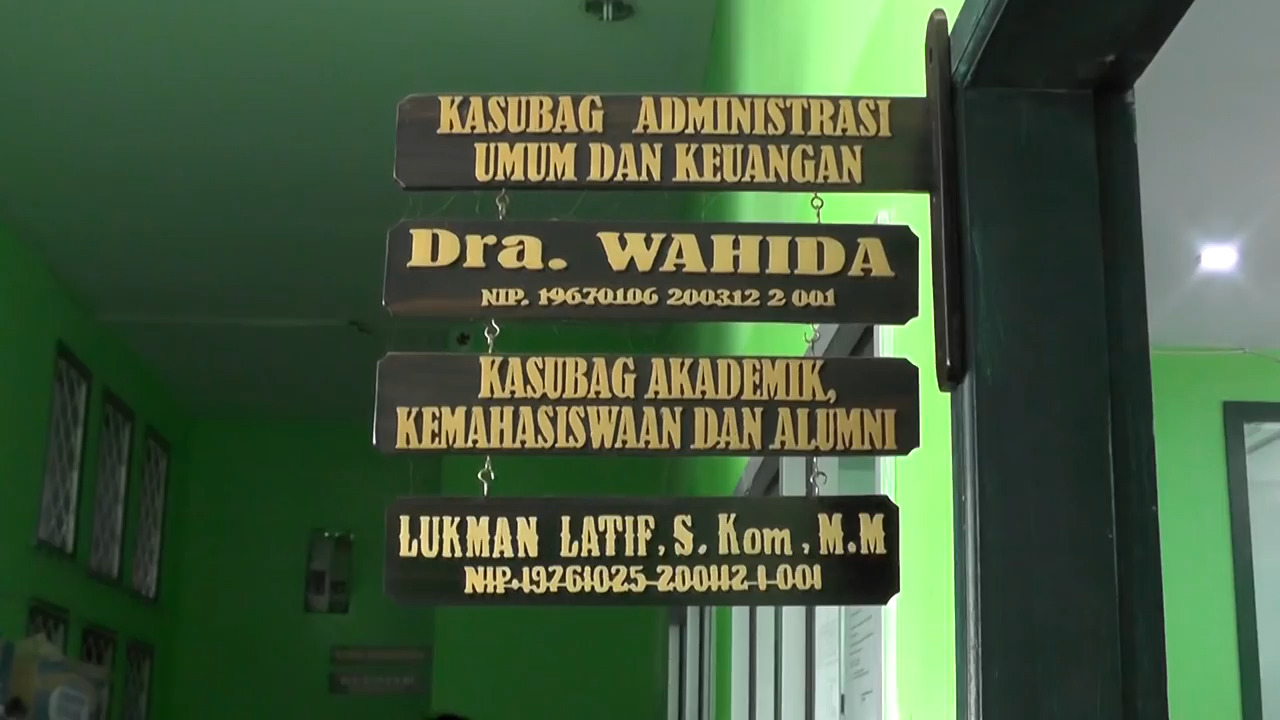 KASUBAG ADMINISTRASI
UMUM DAN KEUANGAN
Dra. WAHIDA
NIP. 19670106 200312 2 001
KASUBAG AKADEMIK,
KEMAHASISWAAN DAN ALUMNI
LUKMAN LATIF, S. Kom, M.M
NIP.19761025 200112 1 001